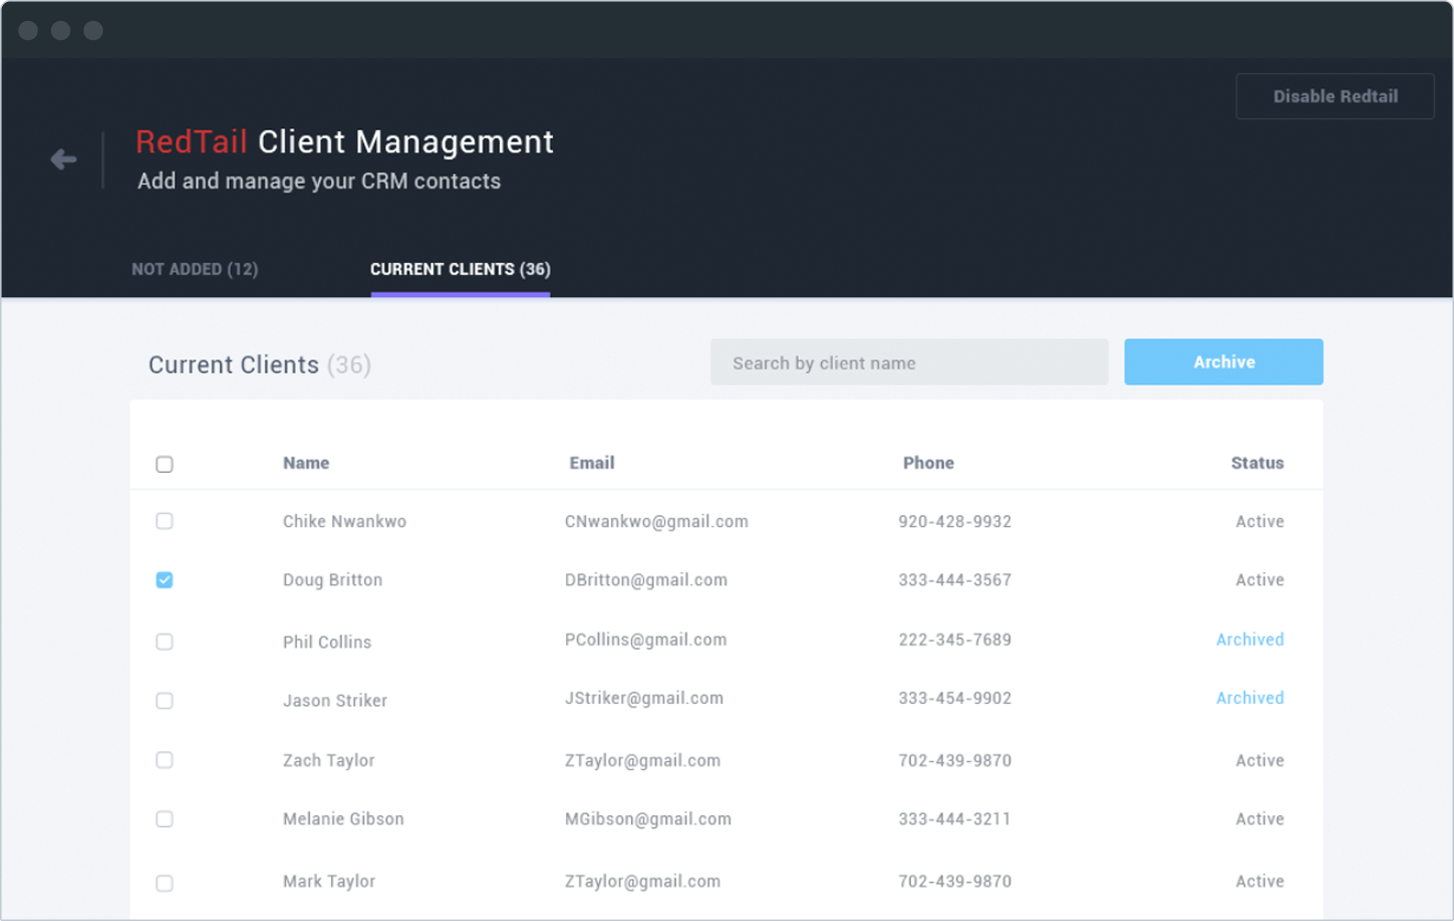 Disable Redtail
RedTail Client Management
Add and manage your CRM contacts
NOT ADDED (12) CURRENT CLIENTS (36)
Current Clients (36) Search by client name Archive
Name Email Phone Status
Chike Nwankwo CNwankwo@gmail.com 920-428-9932 Active
Doug Britton DBritton@gmail.com 333-444-3567 Active
Phil Collins PCollins@gmail.com 222-345-7689 Archived
Jason Striker JStriker@gmail.com 333-454-9902 Archived
Zach Taylor ZTaylor@gmail.com 702-439-9870 Active
Melanie Gibson MGibson@gmail.com 333-444-3211 Active
Mark Taylor ZTaylor@gmail.com 702-439-9870 Active